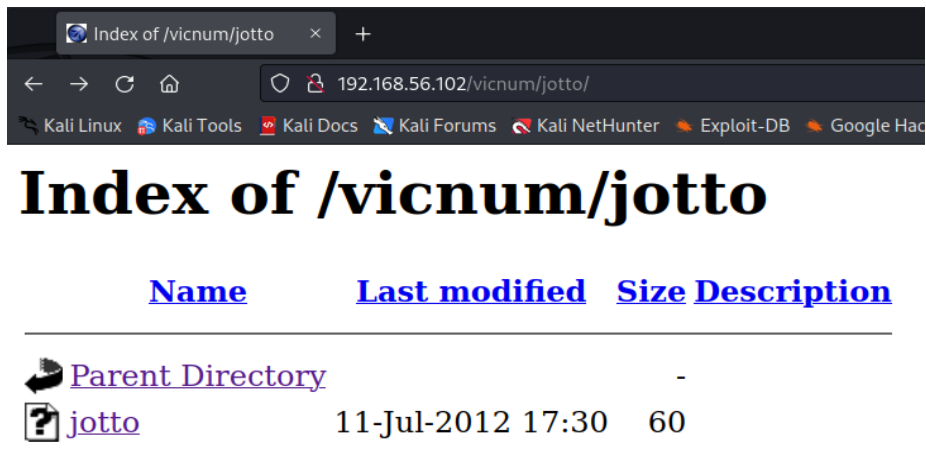 Index of /vicnum/jotto
192.168.56.102/vicnum/jotto/
Kali Linux Kali Tools Kali Docs Kali Forums Kali NetHunter Exploit-DB Google Hac
Index of /vicnum/jotto
Name Last modified Size Description
Parent Directory -
jotto 11-Jul-2012 17:30 60